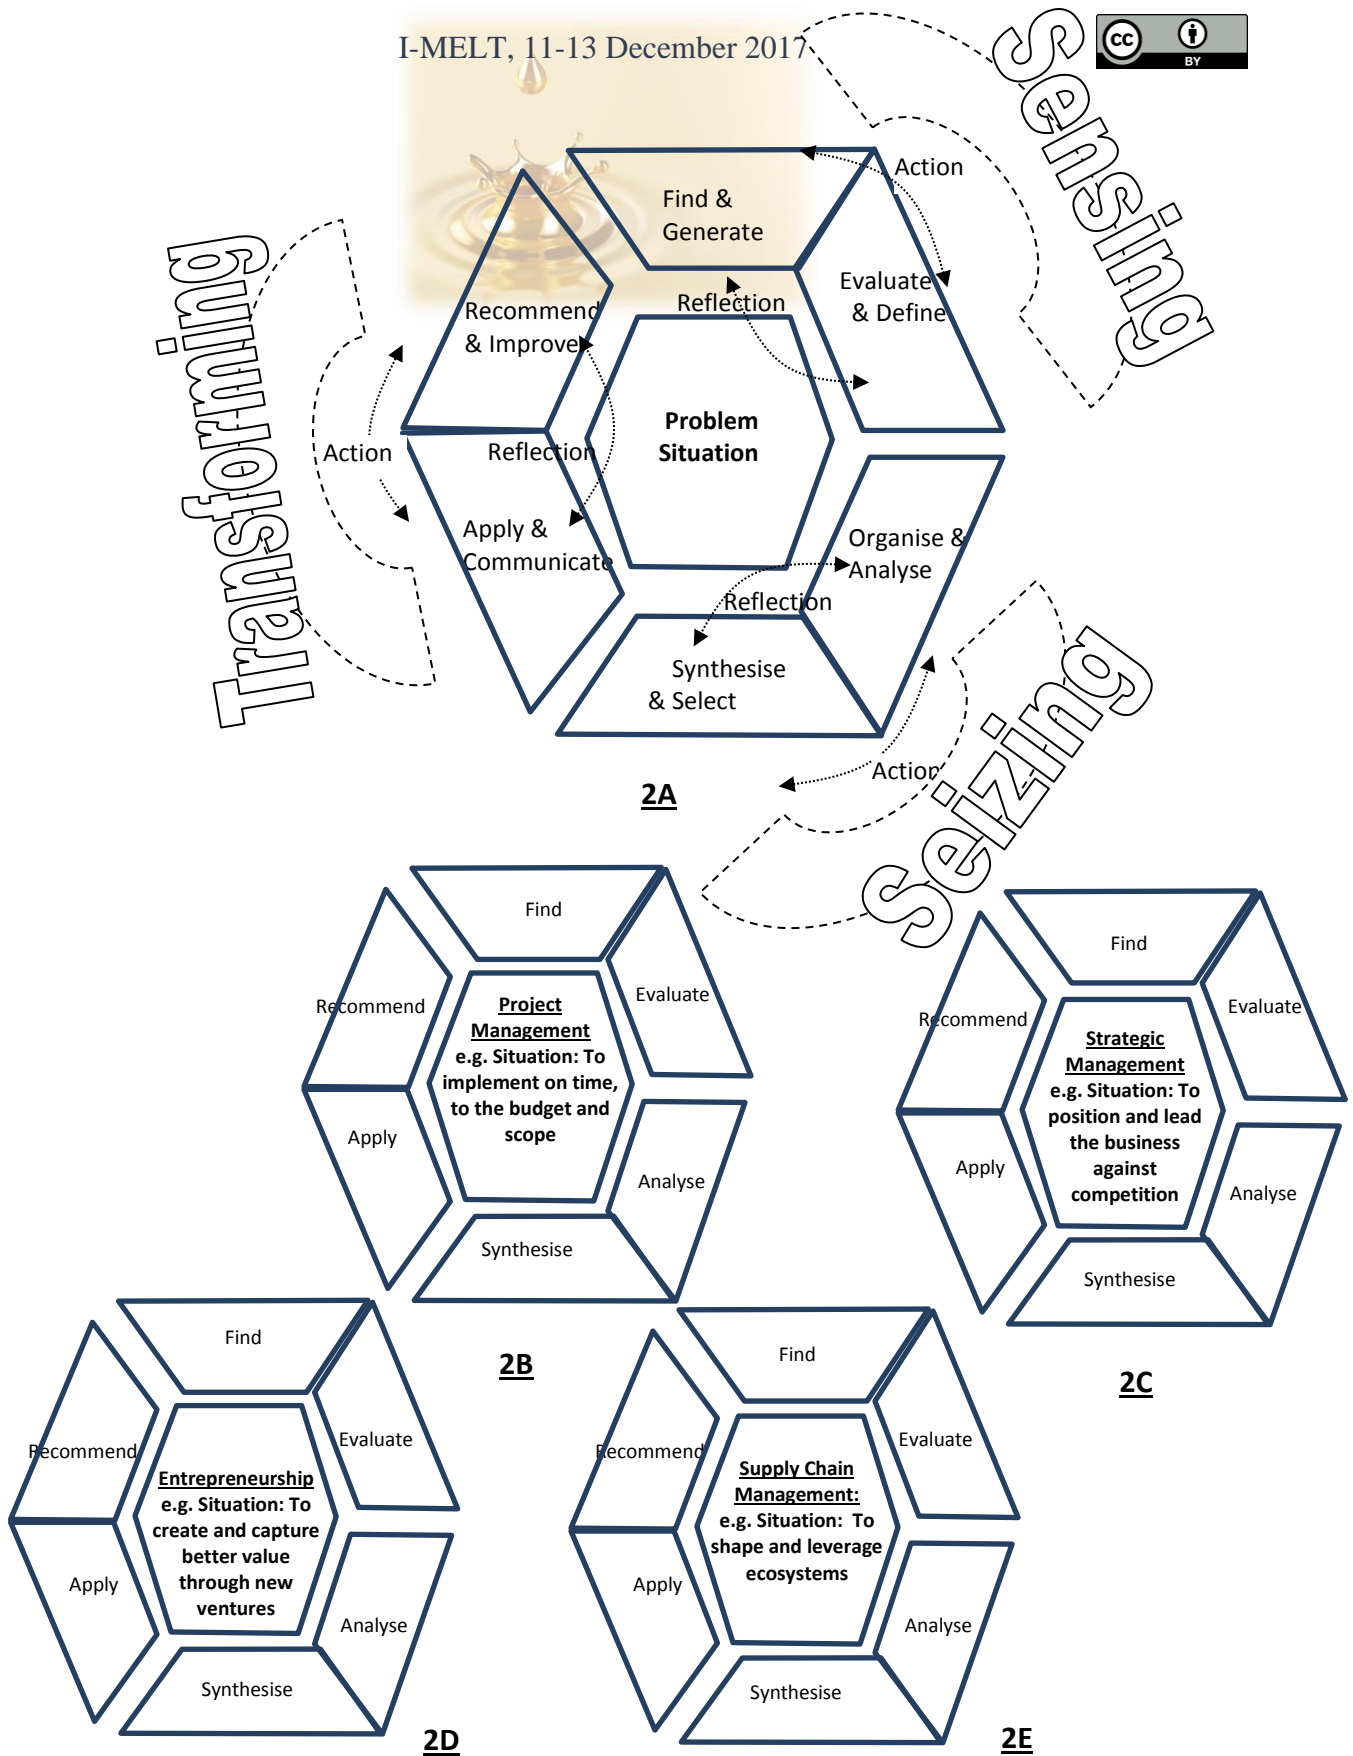 I-MELT, 11-13 December 2017
cc
BY
Sensing
Action
Find &
Generate
Evaluate
& Define
Reflection
Recommend
& Improve
Transforming
Problem
Situation
Action
Reflection
Apply &
Communicate
Organise &
Analyse
Reflection
Synthesise
& Select
Action
Seizing
2A
Find
Recommend
Evaluate
Project
Management
e.g. Situation: To
implement on time,
to the budget and
scope
Apply
Analyse
Synthesise
2B
Find
Recommend
Evaluate
Strategic
Management
e.g. Situation: To
position and lead
the business
against
competition
Apply
Analyse
Synthesise
2C
Find
Recommend
Evaluate
Entrepreneurship
e.g. Situation: To
create and capture
better value
through new
ventures
Apply
Analyse
Synthesise
2D
Find
Recommend
Evaluate
Supply Chain
Management:
e.g. Situation:  To
shape and leverage
ecosystems
Apply
Analyse
Synthesise
2E